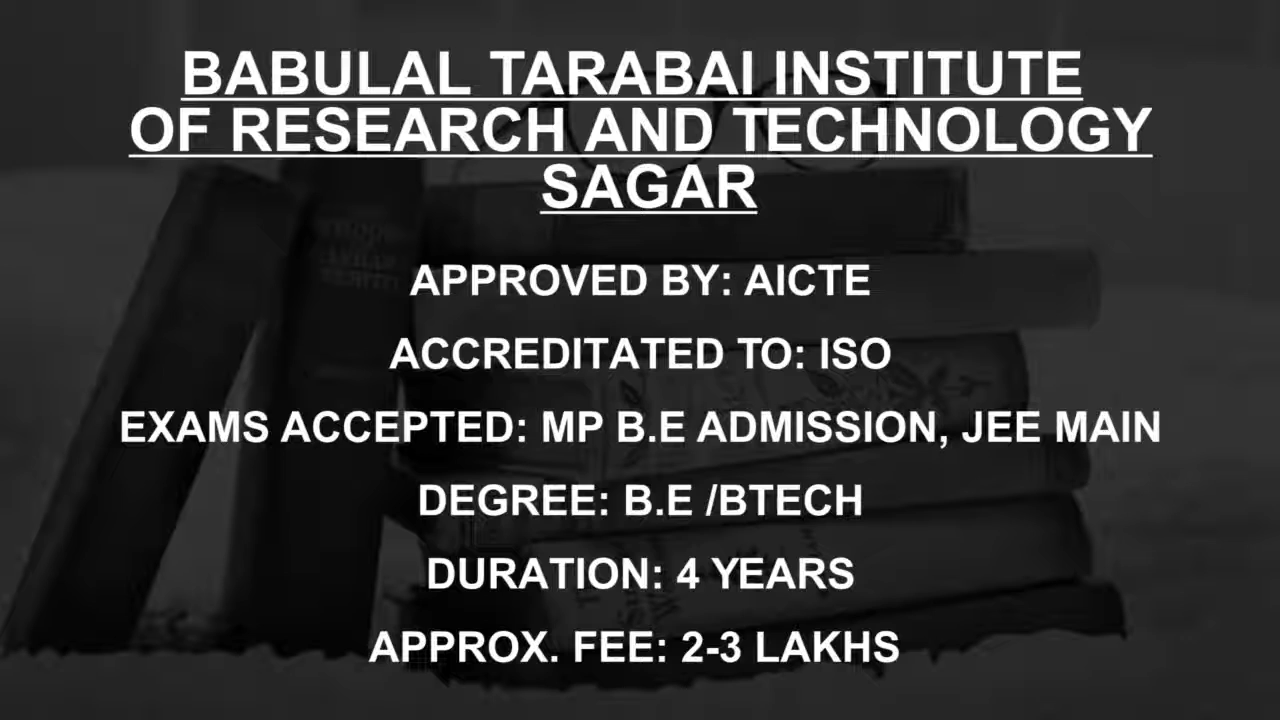 BABULAL TARABAI INSTITUTE
OF RESEARCH AND TECHNOLOGY
SAGAR
APPROVED BY: AICTE
ACCREDITATED TO: ISO
EXAMS ACCEPTED: MP B.E ADMISSION, JEE MAIN
DEGREE: B.E /BTECH
DURATION: 4 YEARS
APPROX. FEE: 2-3 LAKHS